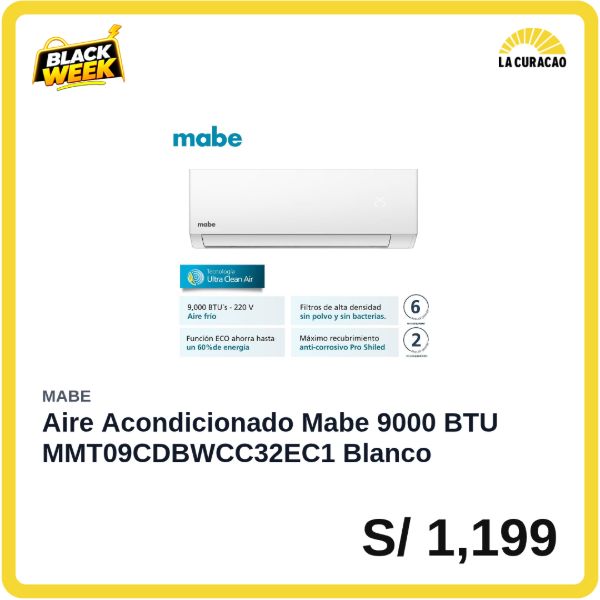 BLACK
WEEK
LA CURACAO
mabe
mabe
Tecnología
Ultra Clean Air
9,000 BTU's - 220 V
Aire frío
Filtros de alta densidad
sin polvo y sin bacterias.
6
Función ECO ahorra hasta
un 60% de energía
Máximo recubrimiento
anti-corrosivo Pro Shiled
2
MABE
Aire Acondicionado Mabe 9000 BTU
MMT09CDBWCC32EC1 Blanco
S/ 1,199